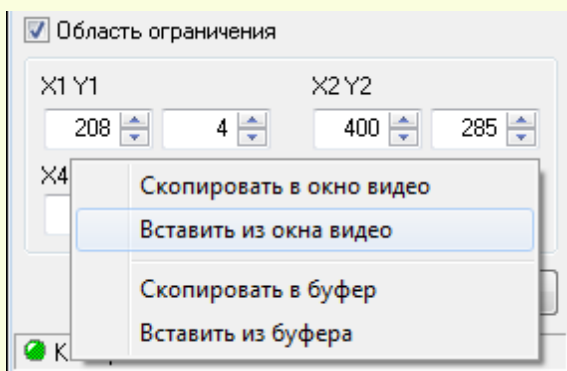 Область ограничения
X1 Y1 X2 Y2
208 4 400 285
X4
Скопировать в окно видео
Вставить из окна видео
Скопировать в буфер
Вставить из буфера